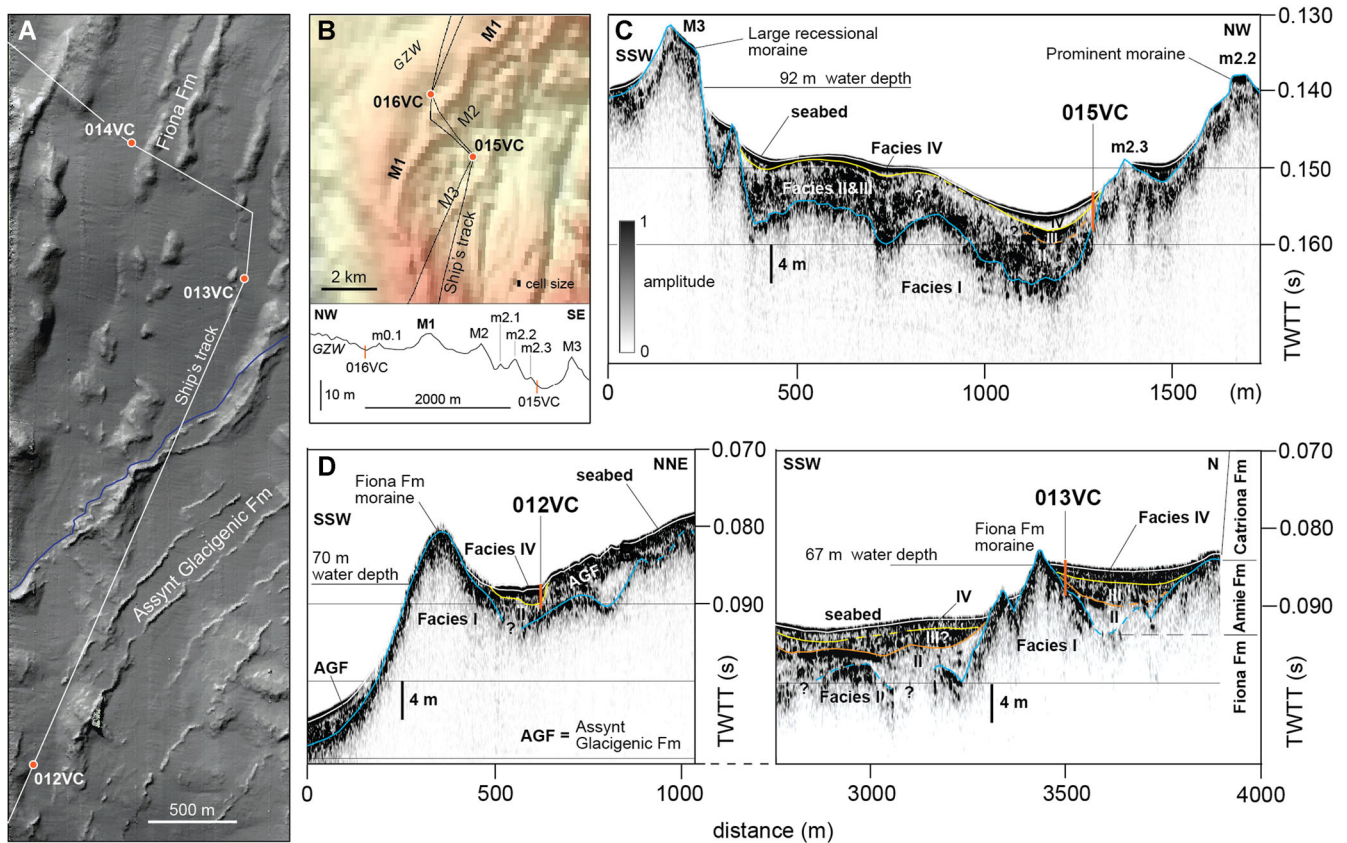 A
014VC
Fiona Fm
013VC
Ship's track
Assynt Glacigenic Fm
012VC
500 m
B
GZW
M1
016VC
M2
015VC
M1
M3
Ship's track
2 km
cell size
NW
SE
GZW
m0.1
M1
M2
m2.1
m2.2
m2.3
M3
016VC
10 m
2000 m
015VC
C
SSW
M3
Large recessional
moraine
NW
Prominent moraine
m2.2
92 m water depth
seabed
Facies IV
015VC
m2.3
Facies II&III
?
?
IV
III
1
amplitude
0
4 m
Facies I
0.130
0.140
0.150
0.160
TWTT (s)
0
500
1000
1500
(m)
D
NNE
Fiona Fm
moraine
seabed
SSW
012VC
70 m
water depth
Facies IV
AGF
Facies I
?
AGF
4 m
AGF = Assynt
Glacigenic Fm
0.070
0.080
0.090
TWTT (s)
0
500
1000
SSW
N
013VC
Fiona Fm
moraine
Facies IV
67 m water depth
IV
seabed
III?
III
II
II
Facies I
?
Facies II
?
4 m
Catriona Fm
Annie Fm
Fiona Fm
0.070
0.080
0.090
TWTT (s)
3000
3500
4000
distance (m)